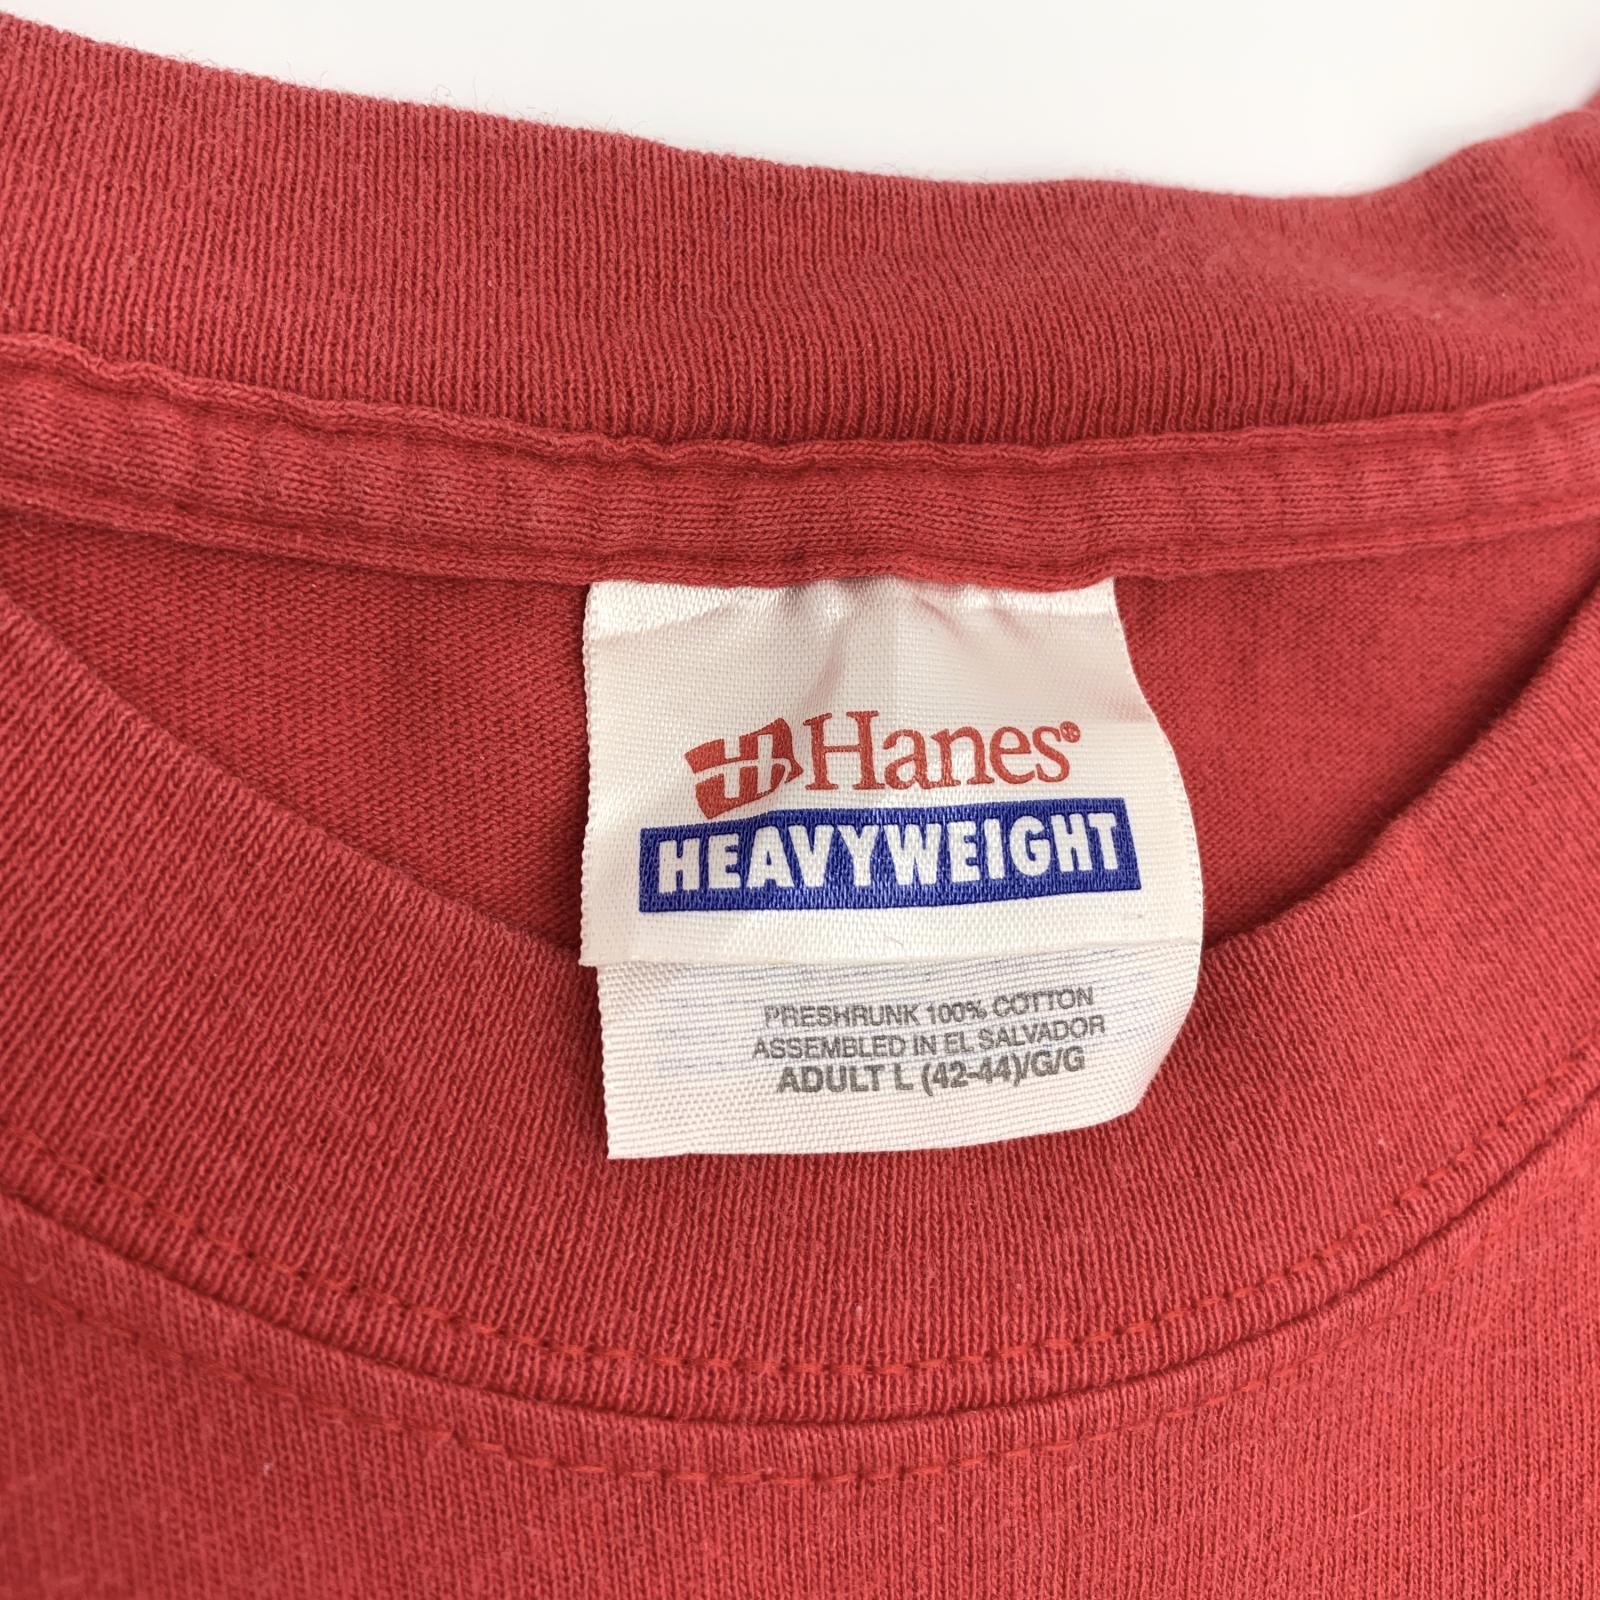 Hanes®
HEAVYWEIGHT
PRESHRUNK 100% COTTON
ASSEMBLED IN EL SALVADOR
ADULT L (42-44)/G/G